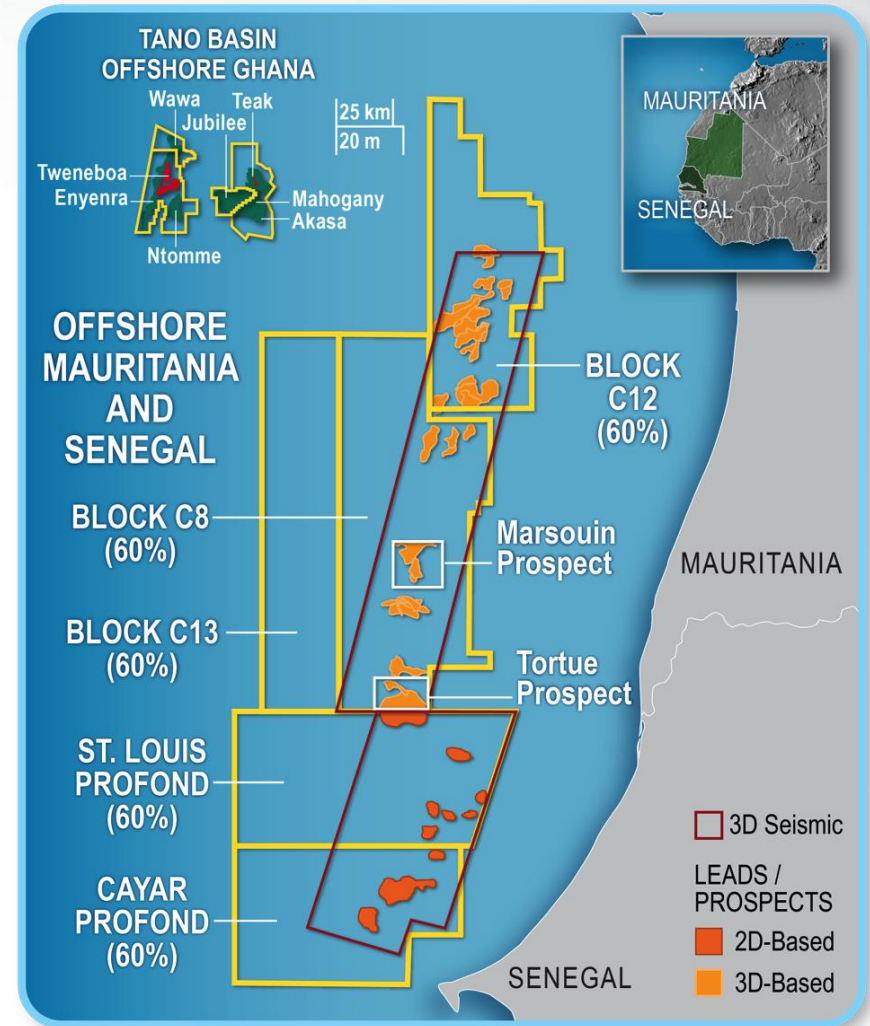 TANO BASIN
OFFSHORE GHANA
Wawa
Teak
Jubilee
Tweneboa
Enyenra
Mahogany
Akasa
Ntomme
25 km
20 m
MAURITANIA
SENEGAL
OFFSHORE
MAURITANIA
AND
SENEGAL
BLOCK
C12
(60%)
BLOCK C8
(60%)
Marsouin
Prospect
MAURITANIA
BLOCK C13
(60%)
Tortue
Prospect
ST. LOUIS
PROFOND
(60%)
CAYAR
PROFOND
(60%)
3D Seismic
LEADS /
PROSPECTS
2D-Based
3D-Based
SENEGAL